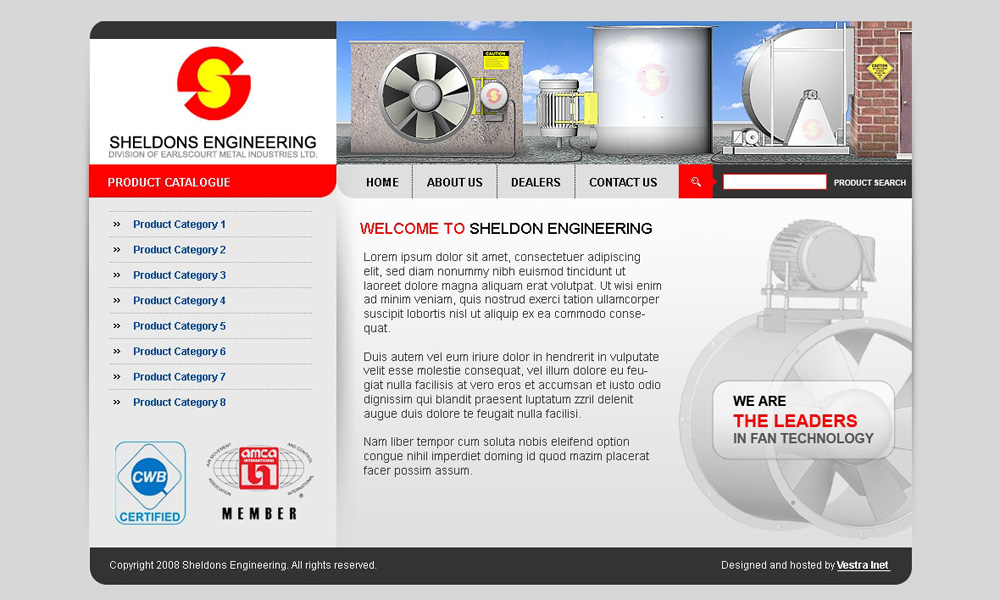 SHELDONS ENGINEERING
DIVISION OF EARLSCOURT METAL INDUSTRIES LTD.
CAUTION
CAUTION
PRODUCT CATALOGUE
HOME
ABOUT US
DEALERS
CONTACT US
PRODUCT SEARCH
» Product Category 1
» Product Category 2
» Product Category 3
» Product Category 4
» Product Category 5
» Product Category 6
» Product Category 7
» Product Category 8
CWB
CERTIFIED
AIR MOVEMENT AND CONTROL
amca
INTERNATIONAL
ASSOCIATION INTERNATIONAL
®
MEMBER
WELCOME TO SHELDON ENGINEERING
Lorem ipsum dolor sit amet, consectetuer adipiscing
elit, sed diam nonummy nibh euismod tincidunt ut
laoreet dolore magna aliquam erat volutpat. Ut wisi enim
ad minim veniam, quis nostrud exerci tation ullamcorper
suscipit lobortis nisl ut aliquip ex ea commodo conse-
quat.
Duis autem vel eum iriure dolor in hendrerit in vulputate
velit esse molestie consequat, vel illum dolore eu feu-
giat nulla facilisis at vero eros et accumsan et iusto odio
dignissim qui blandit praesent luptatum zzril delenit
augue duis dolore te feugait nulla facilisi.
Nam liber tempor cum soluta nobis eleifend option
congue nihil imperdiet doming id quod mazim placerat
facer possim assum.
WE ARE
THE LEADERS
IN FAN TECHNOLOGY
Copyright 2008 Sheldons Engineering. All rights reserved.
Designed and hosted by Vestra Inet